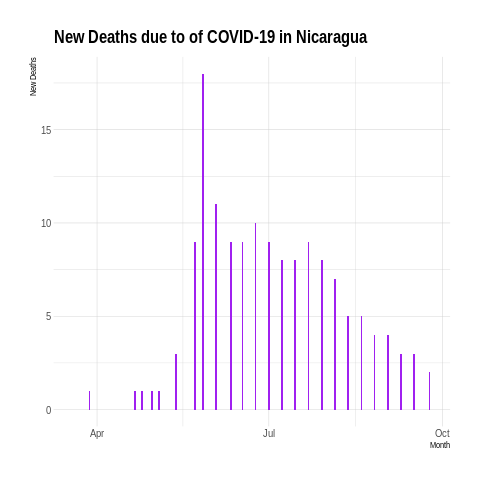 New Deaths due to of COVID-19 in Nicaragua
New Deaths
15
10
5
0
Apr
Jul
Oct
Month